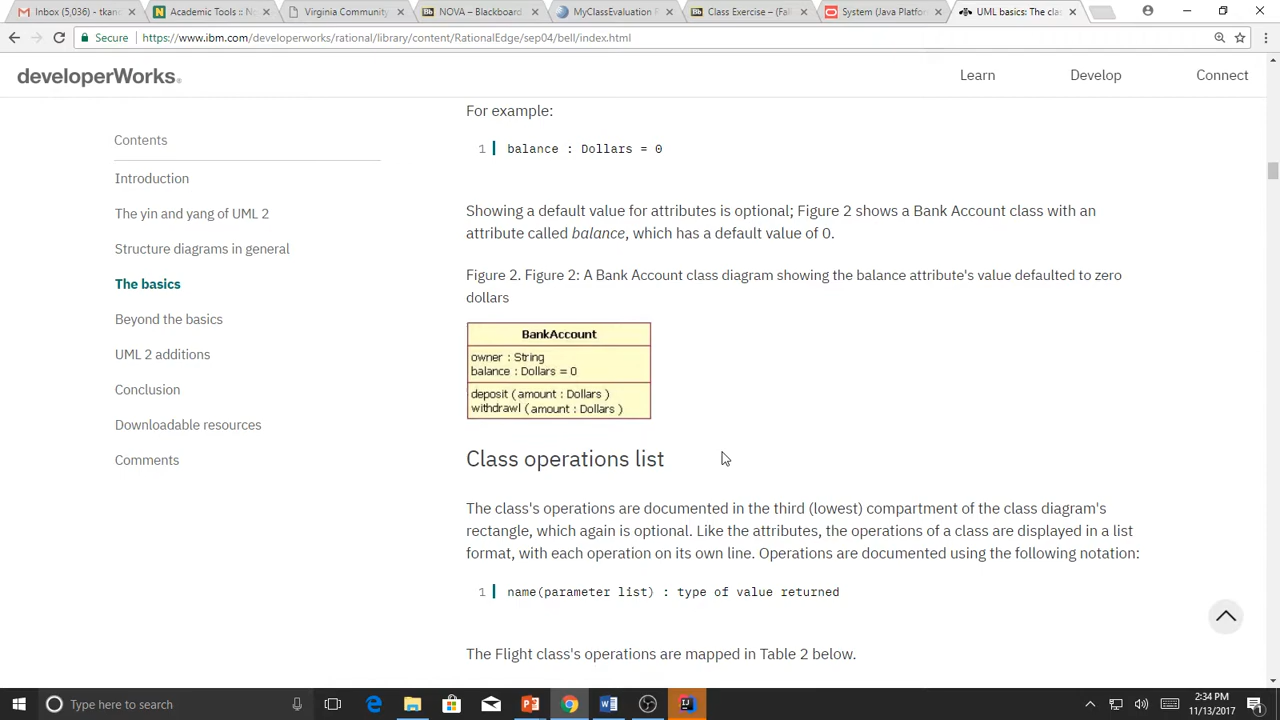 Inbox (5,036) - tkan
Academic Tools :: N
Virginia Community
NOVA – Blackboard
MyClassEvaluation
Class Exercise – (Fa
System (Java Platfor
UML basics: The cla
Secure
https://www.ibm.com/developerworks/rational/library/content/RationalEdge/sep04/bell/index.html
developerWorks.
Learn
Develop
Connect
Contents
Introduction
The yin and yang of UML 2
Structure diagrams in general
The basics
Beyond the basics
UML 2 additions
Conclusion
Downloadable resources
Comments
For example:
1 balance : Dollars = 0
Showing a default value for attributes is optional; Figure 2 shows a Bank Account class with an
attribute called balance, which has a default value of 0.
Figure 2. Figure 2: A Bank Account class diagram showing the balance attribute's value defaulted to zero
dollars
BankAccount
owner : String
balance : Dollars = 0
deposit ( amount : Dollars )
withdrawl ( amount : Dollars )
Class operations list
The class's operations are documented in the third (lowest) compartment of the class diagram's
rectangle, which again is optional. Like the attributes, the operations of a class are displayed in a list
format, with each operation on its own line. Operations are documented using the following notation:
1 name(parameter list) : type of value returned
The Flight class's operations are mapped in Table 2 below.
Type here to search
2:34 PM
11/13/2017